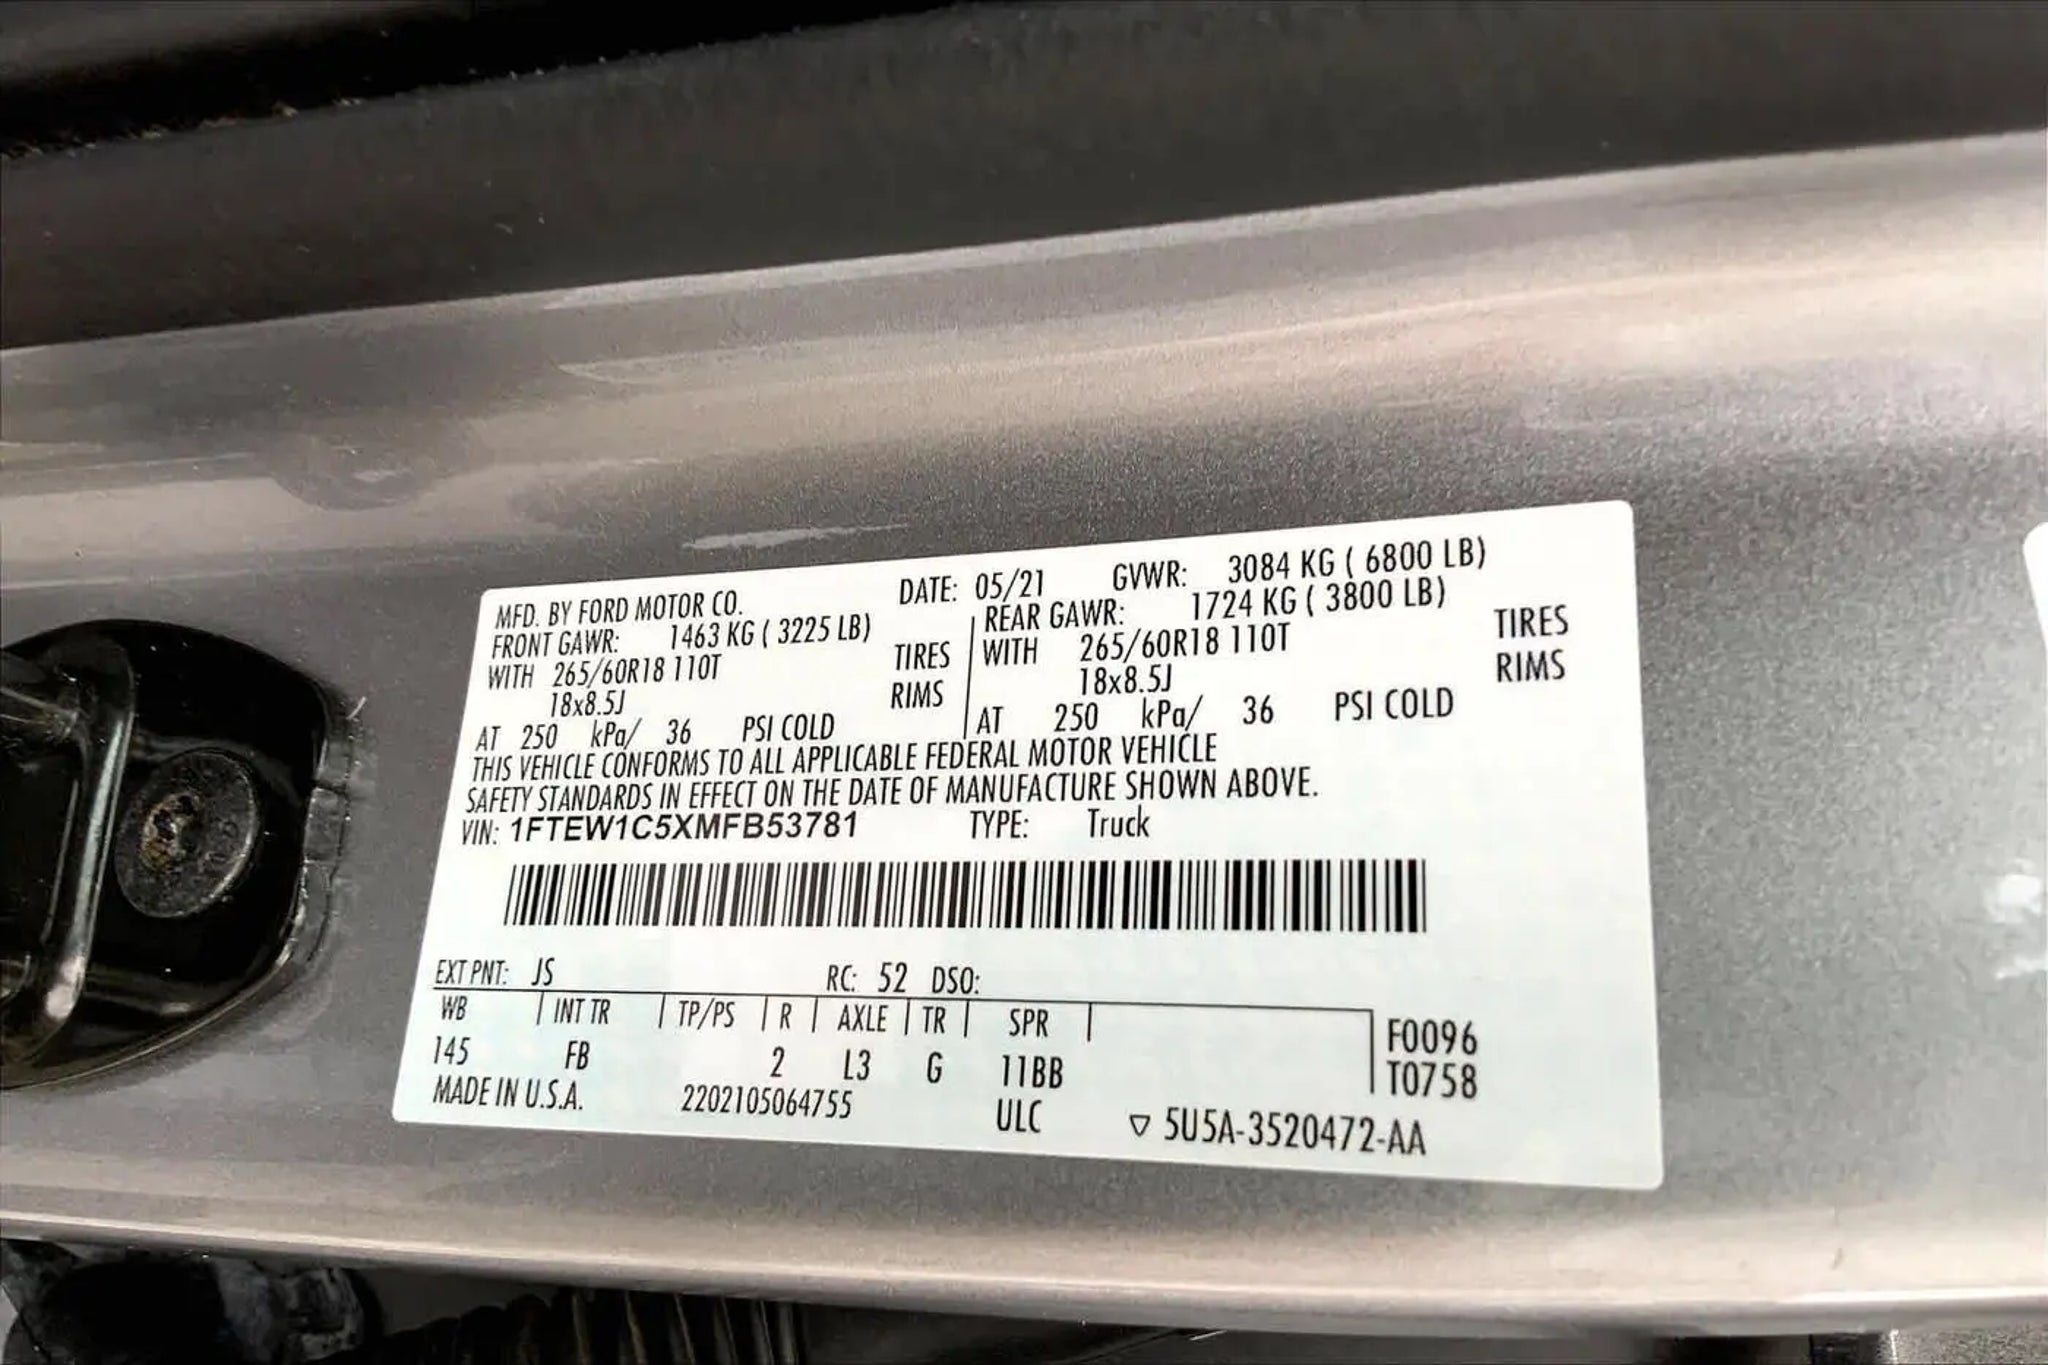 MFD. BY FORD MOTOR CO. DATE: 05/21 GVWR: 3084 KG ( 6800 LB)
FRONT GAWR: 1463 KG ( 3225 LB) REAR GAWR: 1724 KG ( 3800 LB)
WITH 265/60R18 110T TIRES WITH 265/60R18 110T TIRES
18x8.5J RIMS 18x8.5J RIMS
AT 250 kPa/ 36 PSI COLD AT 250 kPa/ 36 PSI COLD
THIS VEHICLE CONFORMS TO ALL APPLICABLE FEDERAL MOTOR VEHICLE
SAFETY STANDARDS IN EFFECT ON THE DATE OF MANUFACTURE SHOWN ABOVE.
VIN: 1FTEW1C5XMFB53781 TYPE: Truck
EXT PNT: JS RC: 52 DSO:
WB INT TR TP/PS R AXLE TR SPR F0096
145 FB 2 L3 G 11BB T0758
MADE IN U.S.A. 2202105064755 ULC ▽ 5U5A-3520472-AA